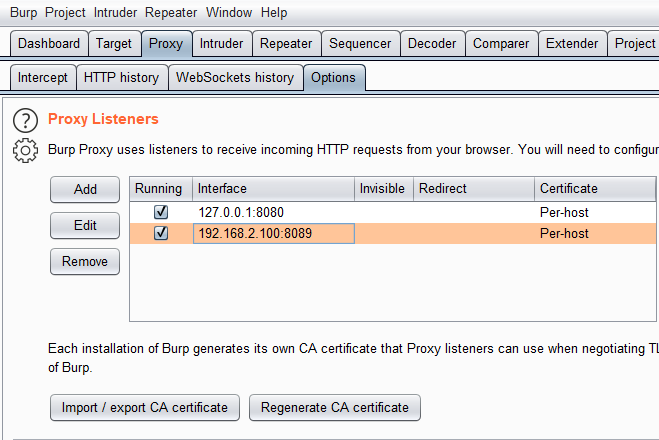 Burp Project Intruder Repeater Window Help
Dashboard Target Proxy Intruder Repeater Sequencer Decoder Comparer Extender Project
Intercept HTTP history WebSockets history Options
? Proxy Listeners
Burp Proxy uses listeners to receive incoming HTTP requests from your browser. You will need to configur
Add Running Interface Invisible Redirect Certificate
127.0.0.1:8080 Per-host
Edit 192.168.2.100:8089 Per-host
Remove
Each installation of Burp generates its own CA certificate that Proxy listeners can use when negotiating TL
of Burp.
Import / export CA certificate Regenerate CA certificate